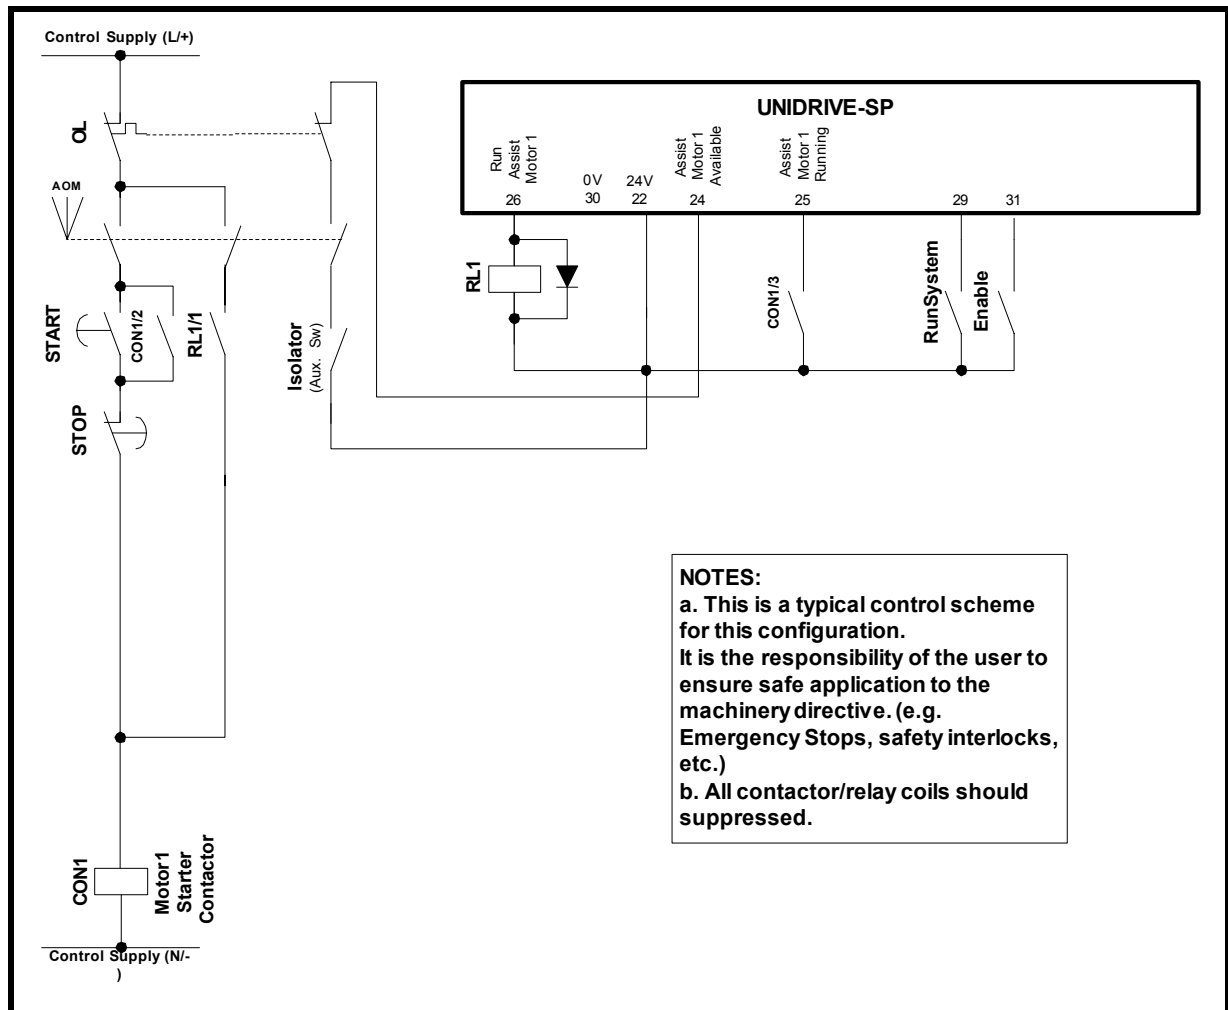 Control Supply (L/+)
OL
AOM
START
CON1/2
RL1/1
STOP
Isolator
(Aux. Sw)
CON1
Motor 1
Starter
Contactor
Control Supply (N/-
)
UNIDRIVE-SP
Run
Assist
Motor 1
26
0V
30
24V
22
Assist
Motor 1
Available
24
Assist
Motor 1
Running
25
29
31
RL1
CON1/3
RunSystem
Enable
NOTES:
a. This is a typical control scheme
for this configuration.
It is the responsibility of the user to
ensure safe application to the
machinery directive. (e.g.
Emergency Stops, safety interlocks,
etc.)
b. All contactor/relay coils should
suppressed.